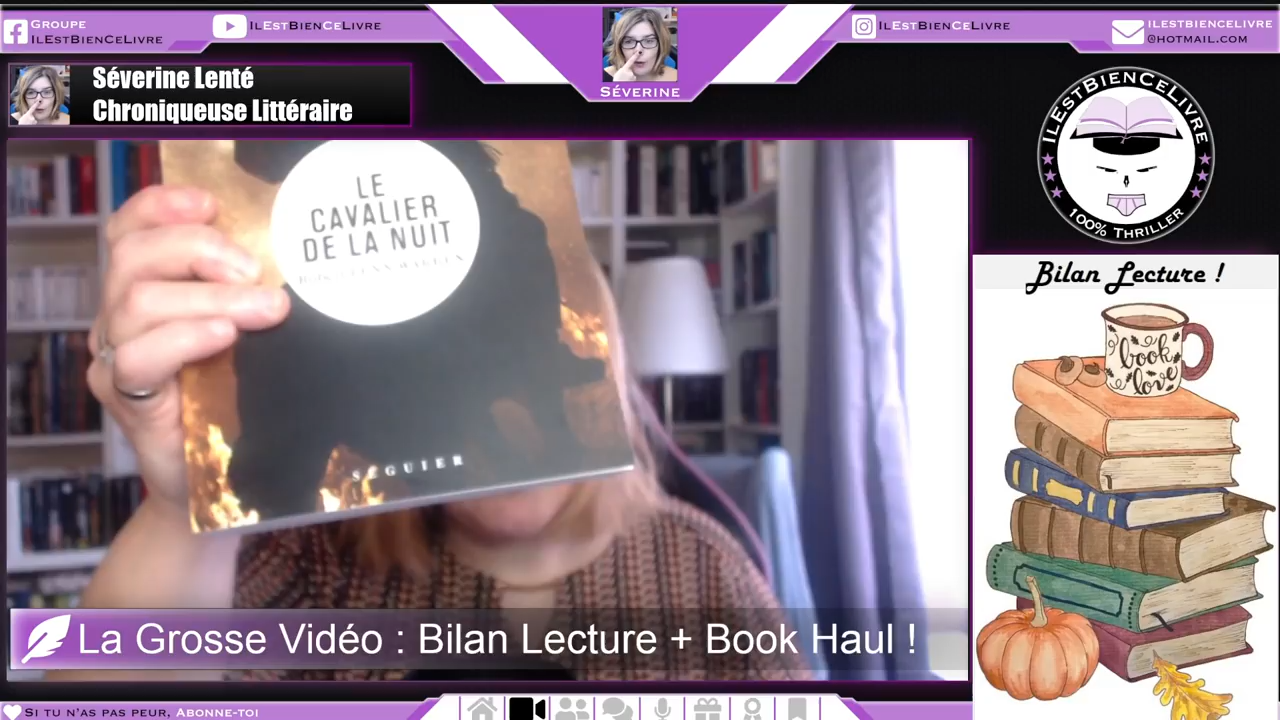 GROUPE
ILESTBIENCELIVRE
ILESTBIENCELIVRE
SÉVERINE
ILESTBIENCELIVRE
ILESTBIENCELIVRE
@HOTMAIL.COM
Séverine Lenté
Chroniqueuse Littéraire
LE
CAVALIER
DE LA NUIT
SÉGUIER
ILESTBIENCELIVRE
100% THRILLER
Bilan Lecture !
book
love
La Grosse Vidéo : Bilan Lecture + Book Haul !
SI TU N'AS PAS PEUR, ABONNE-TOI